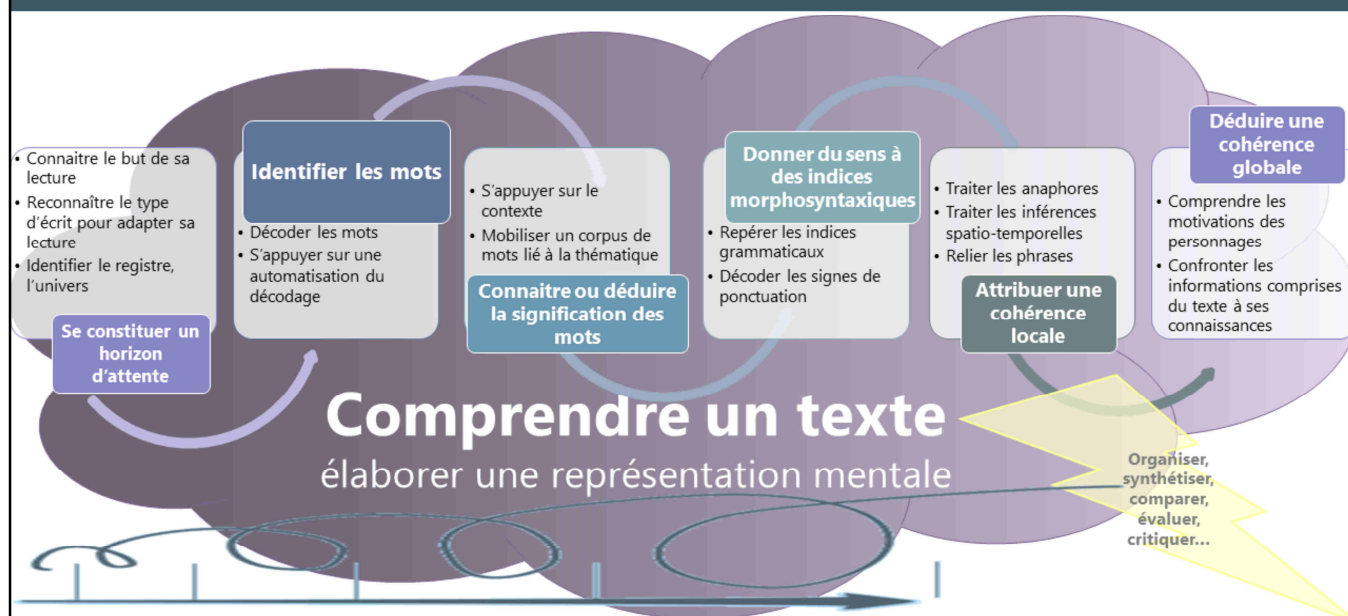 • Connaitre le but de sa
lecture
• Reconnaître le type
d’écrit pour adapter sa
lecture
• Identifier le registre,
l’univers
Se constituer un
horizon
d’attente
Identifier les mots
• Décoder les mots
• S’appuyer sur une
automatisation du
décodage
• S’appuyer sur le
contexte
• Mobiliser un corpus de
mots lié à la thématique
Connaitre ou déduire
la signification des
mots
Donner du sens à
des indices
morphosyntaxiques
• Repérer les indices
grammaticaux
• Décoder les signes de
ponctuation
• Traiter les anaphores
• Traiter les inférences
spatio-temporelles
• Relier les phrases
Attribuer une
cohérence
locale
Déduire une
cohérence
globale
• Comprendre les
motivations des
personnages
• Confronter les
informations comprises
du texte à ses
connaissances
Comprendre un texte
élaborer une représentation mentale
Organiser,
synthétiser,
comparer,
évaluer,
critiquer...